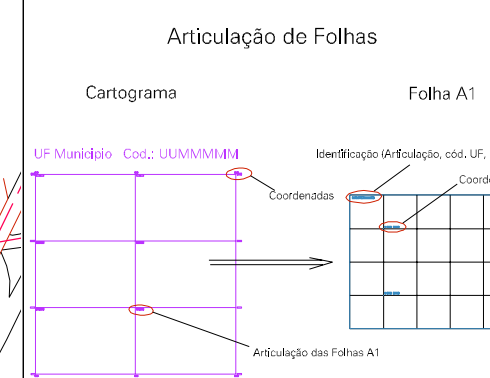 Articulação de Folhas
Cartograma
Folha A1
UF Municipio Cod.: UUMMMMM
Identificação (Articulação, cód. UF,
Coord
Coordenadas
Articulação das Folhas A1